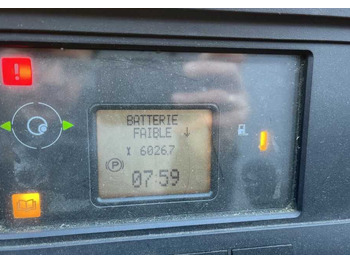 BATTERIE
FAIBLE ↓
⧗ 60267
(P)
07:59